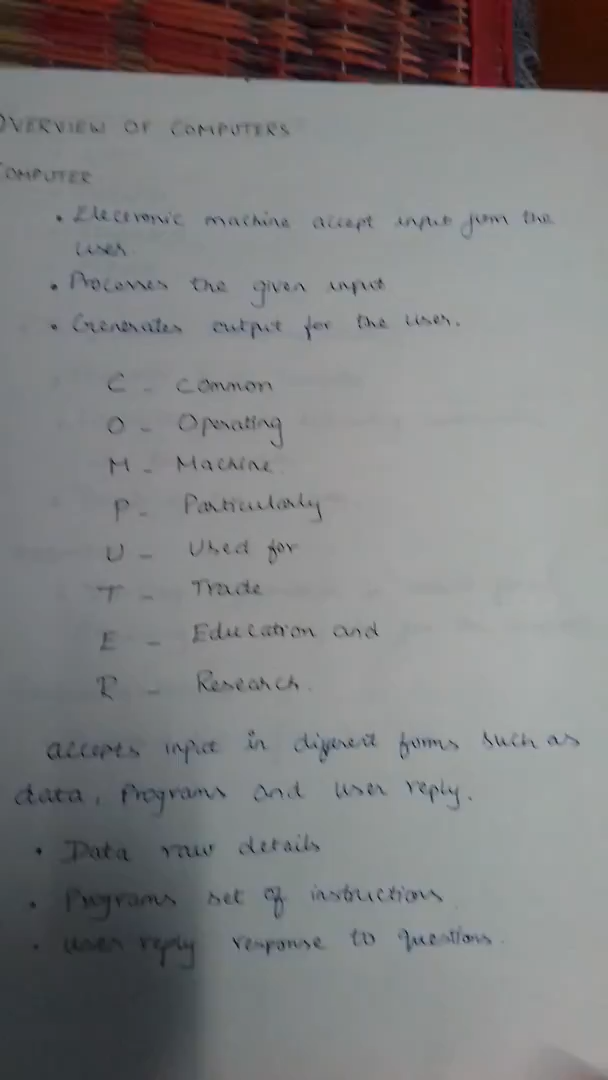 OVERVIEW OF COMPUTERS
COMPUTER
• Electronic machine accept input from the
user
• Processes the given input
• Generates output for the user.
C - Common
O - Operating
M - Machine.
P - Particularly
U - Used for
T - Trade
E - Education and
R - Research.
accepts input in different forms such as
data, Programs and user reply.
• Data raw details
• Programs set of instructions
• user reply response to questions.